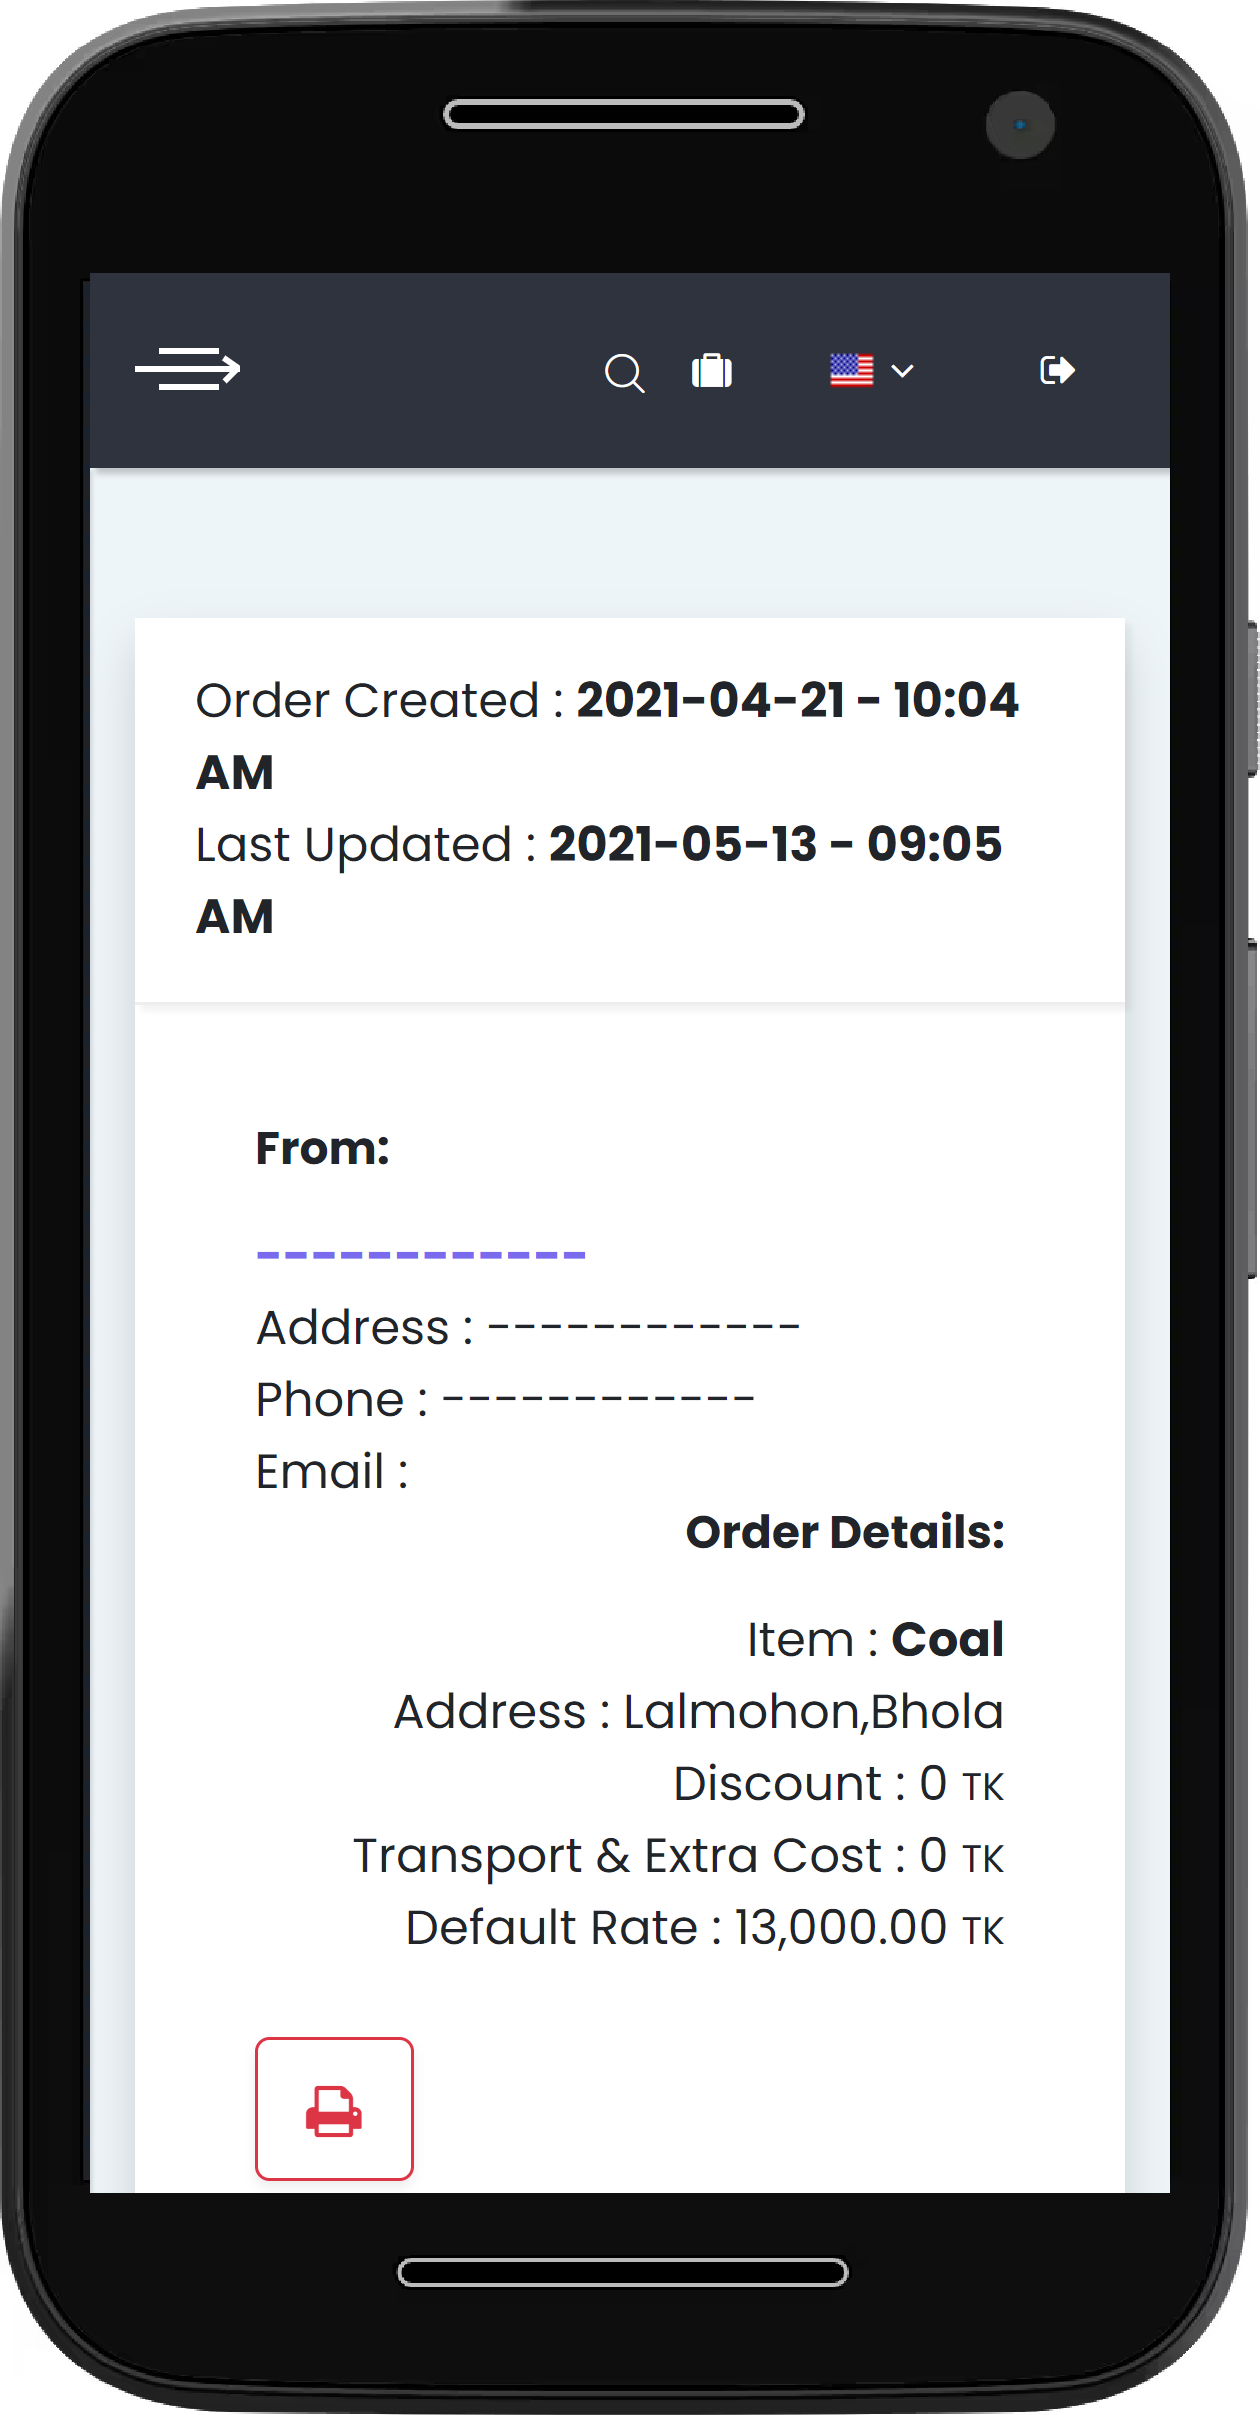 Order Created : 2021-04-21 - 10:04
AM
Last Updated : 2021-05-13 - 09:05
AM
From:
------------
Address : ------------
Phone : ------------
Email :
Order Details:
Item : Coal
Address : Lalmohon,Bhola
Discount : 0 TK
Transport & Extra Cost : 0 TK
Default Rate : 13,000.00 TK